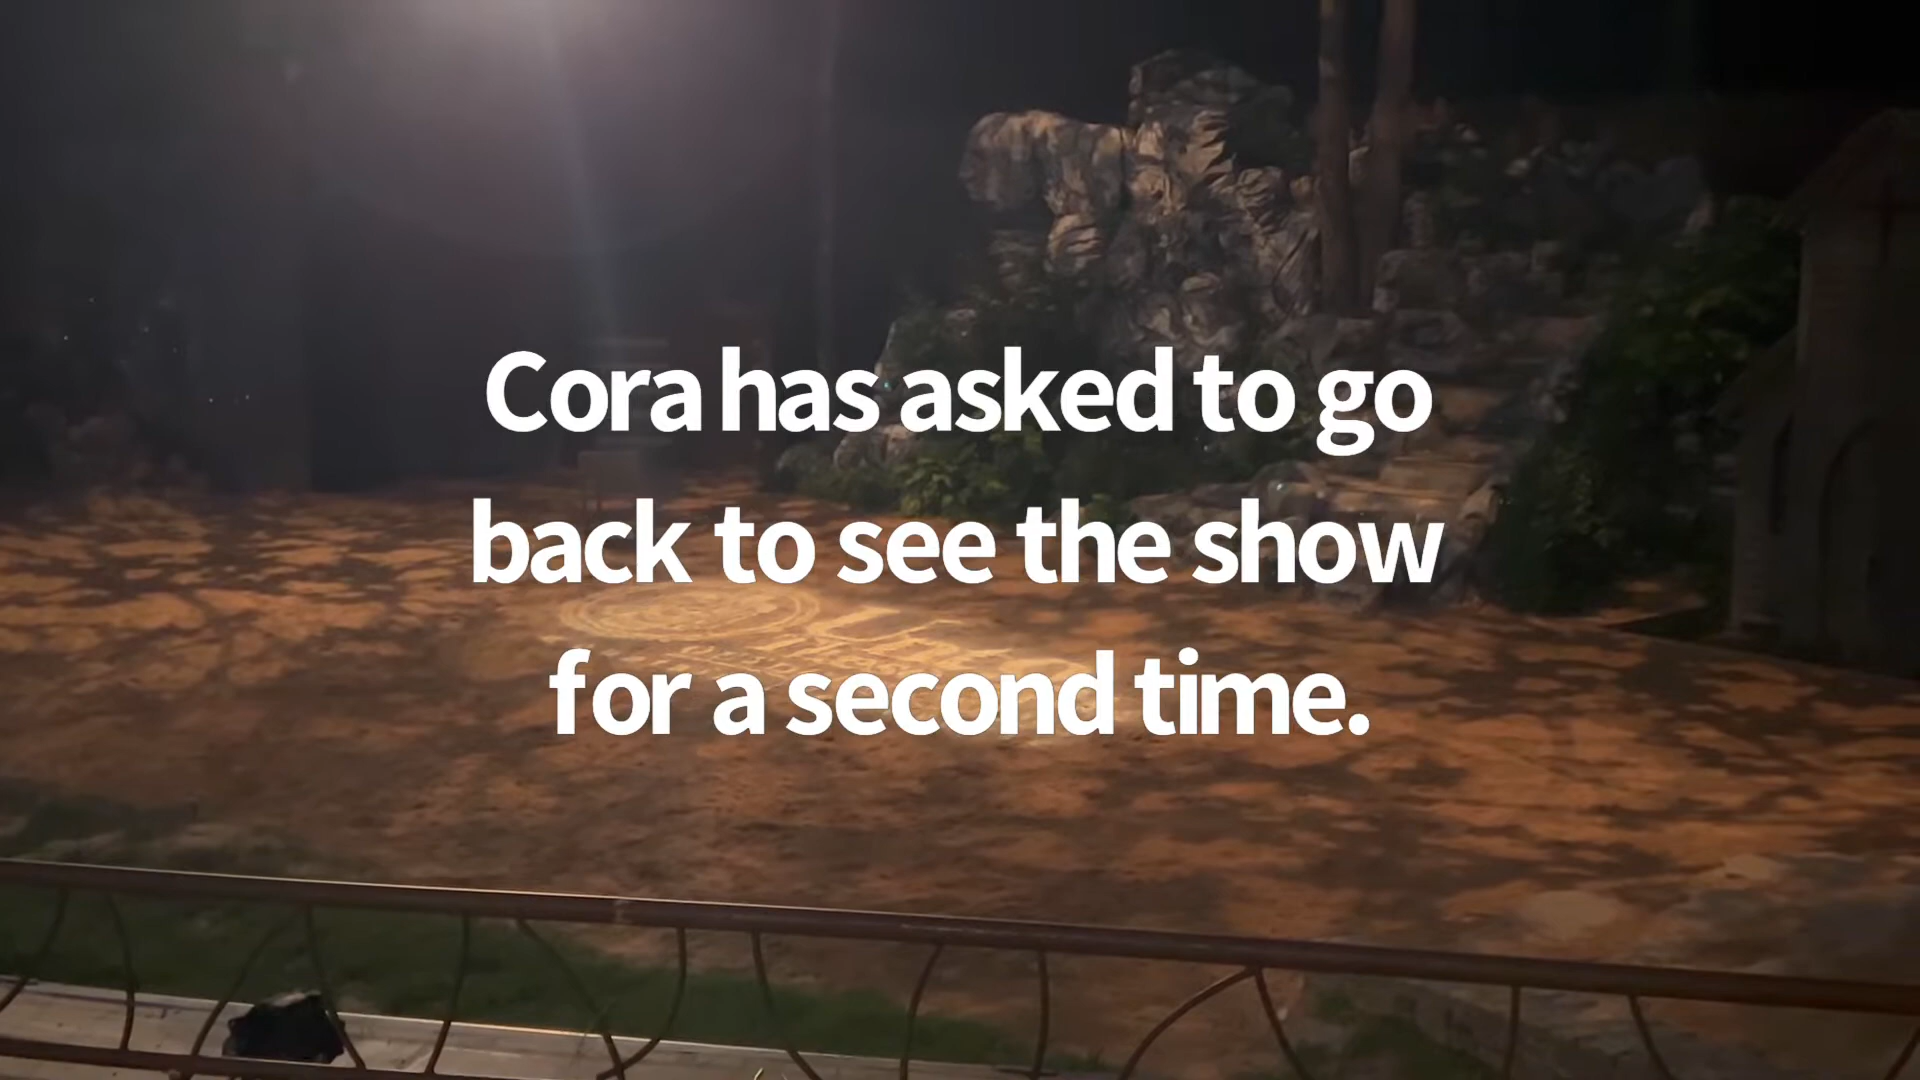 Cora has asked to go
back to see the show
for a second time.